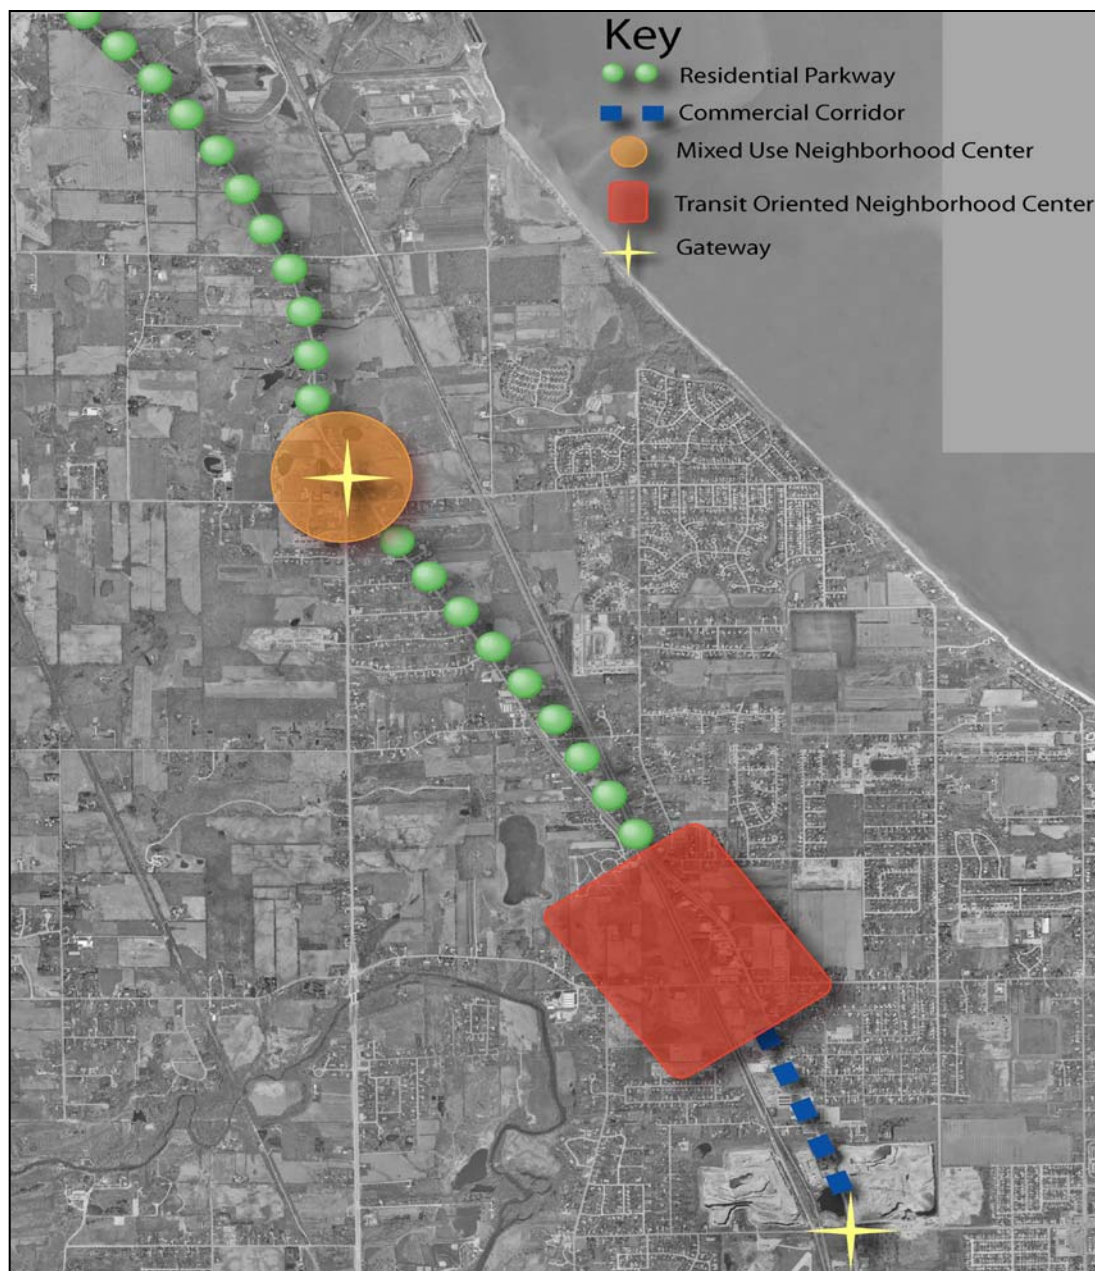 Key
Residential Parkway
Commercial Corridor
Mixed Use Neighborhood Center
Transit Oriented Neighborhood Center
Gateway